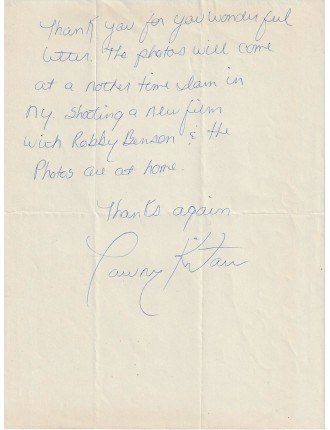 Thank you for you wonderful
letter. The photos will come
at a nother time Iam in
NY. Shooting a new film
with Robby Benson & the
Photos are at home.
Thanks again
Tawny Kitaen